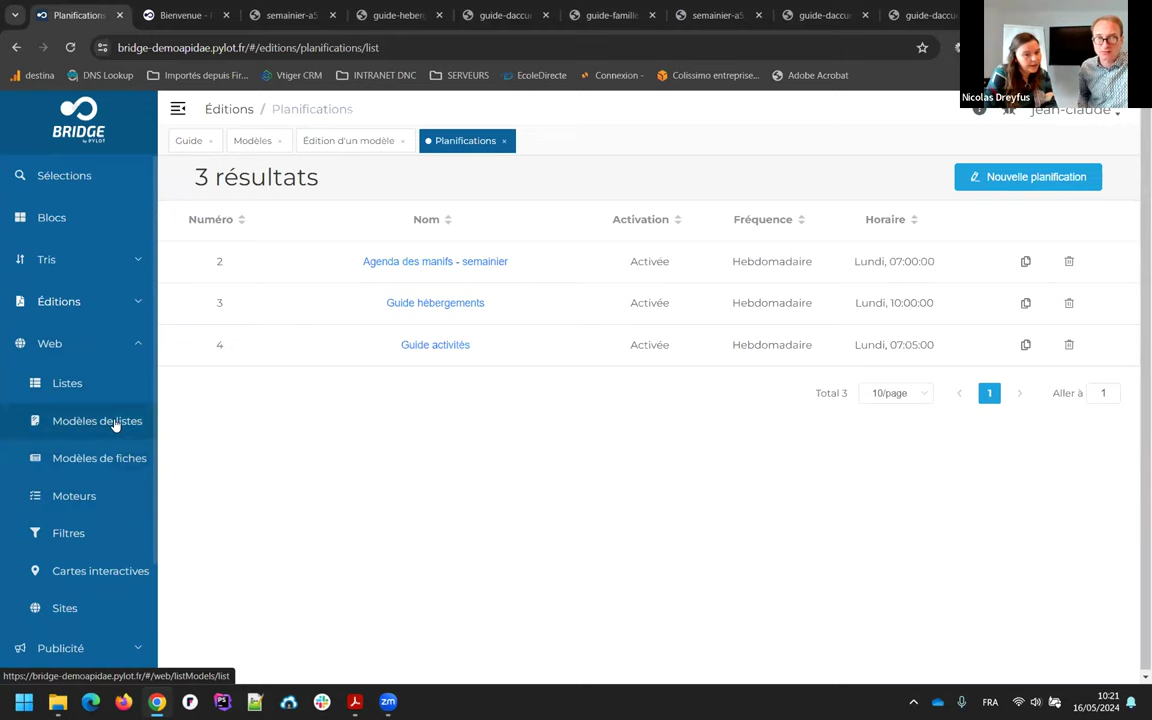 Planifications
Bienvenue -
semainier-a5
guide-heberg
guide-daccu
guide-famille
semainier-a5
guide-daccu
guide-daccue
bridge-demoapidae.pylot.fr/#/editions/planifications/list
destina
DNS Lookup
Importés depuis Fir...
Vtiger CRM
INTRANET DNC
SERVEURS
EcoleDirecte
Connexion -
Colissimo entreprise...
Adobe Acrobat
Nicolas Dreyfus
BRIDGE
by PYLOT
Éditions / Planifications
jean-claude
Guide
Modèles
Édition d'un modèle
Planifications
Sélections
Blocs
Tris
Éditions
Web
Listes
Modèles de listes
Modèles de fiches
Moteurs
Filtres
Cartes interactives
Sites
Publicité
3 résultats
Nouvelle planification
Numéro Nom Activation Fréquence Horaire
2 Agenda des manifs - semainier Activée Hebdomadaire Lundi, 07:00:00
3 Guide hébergements Activée Hebdomadaire Lundi, 10:00:00
4 Guide activités Activée Hebdomadaire Lundi, 07:05:00
Total 3 10/page 1 Aller à 1
https://bridge-demoapidae.pylot.fr/#/web/listModels/list
FRA
10:21
16/05/2024